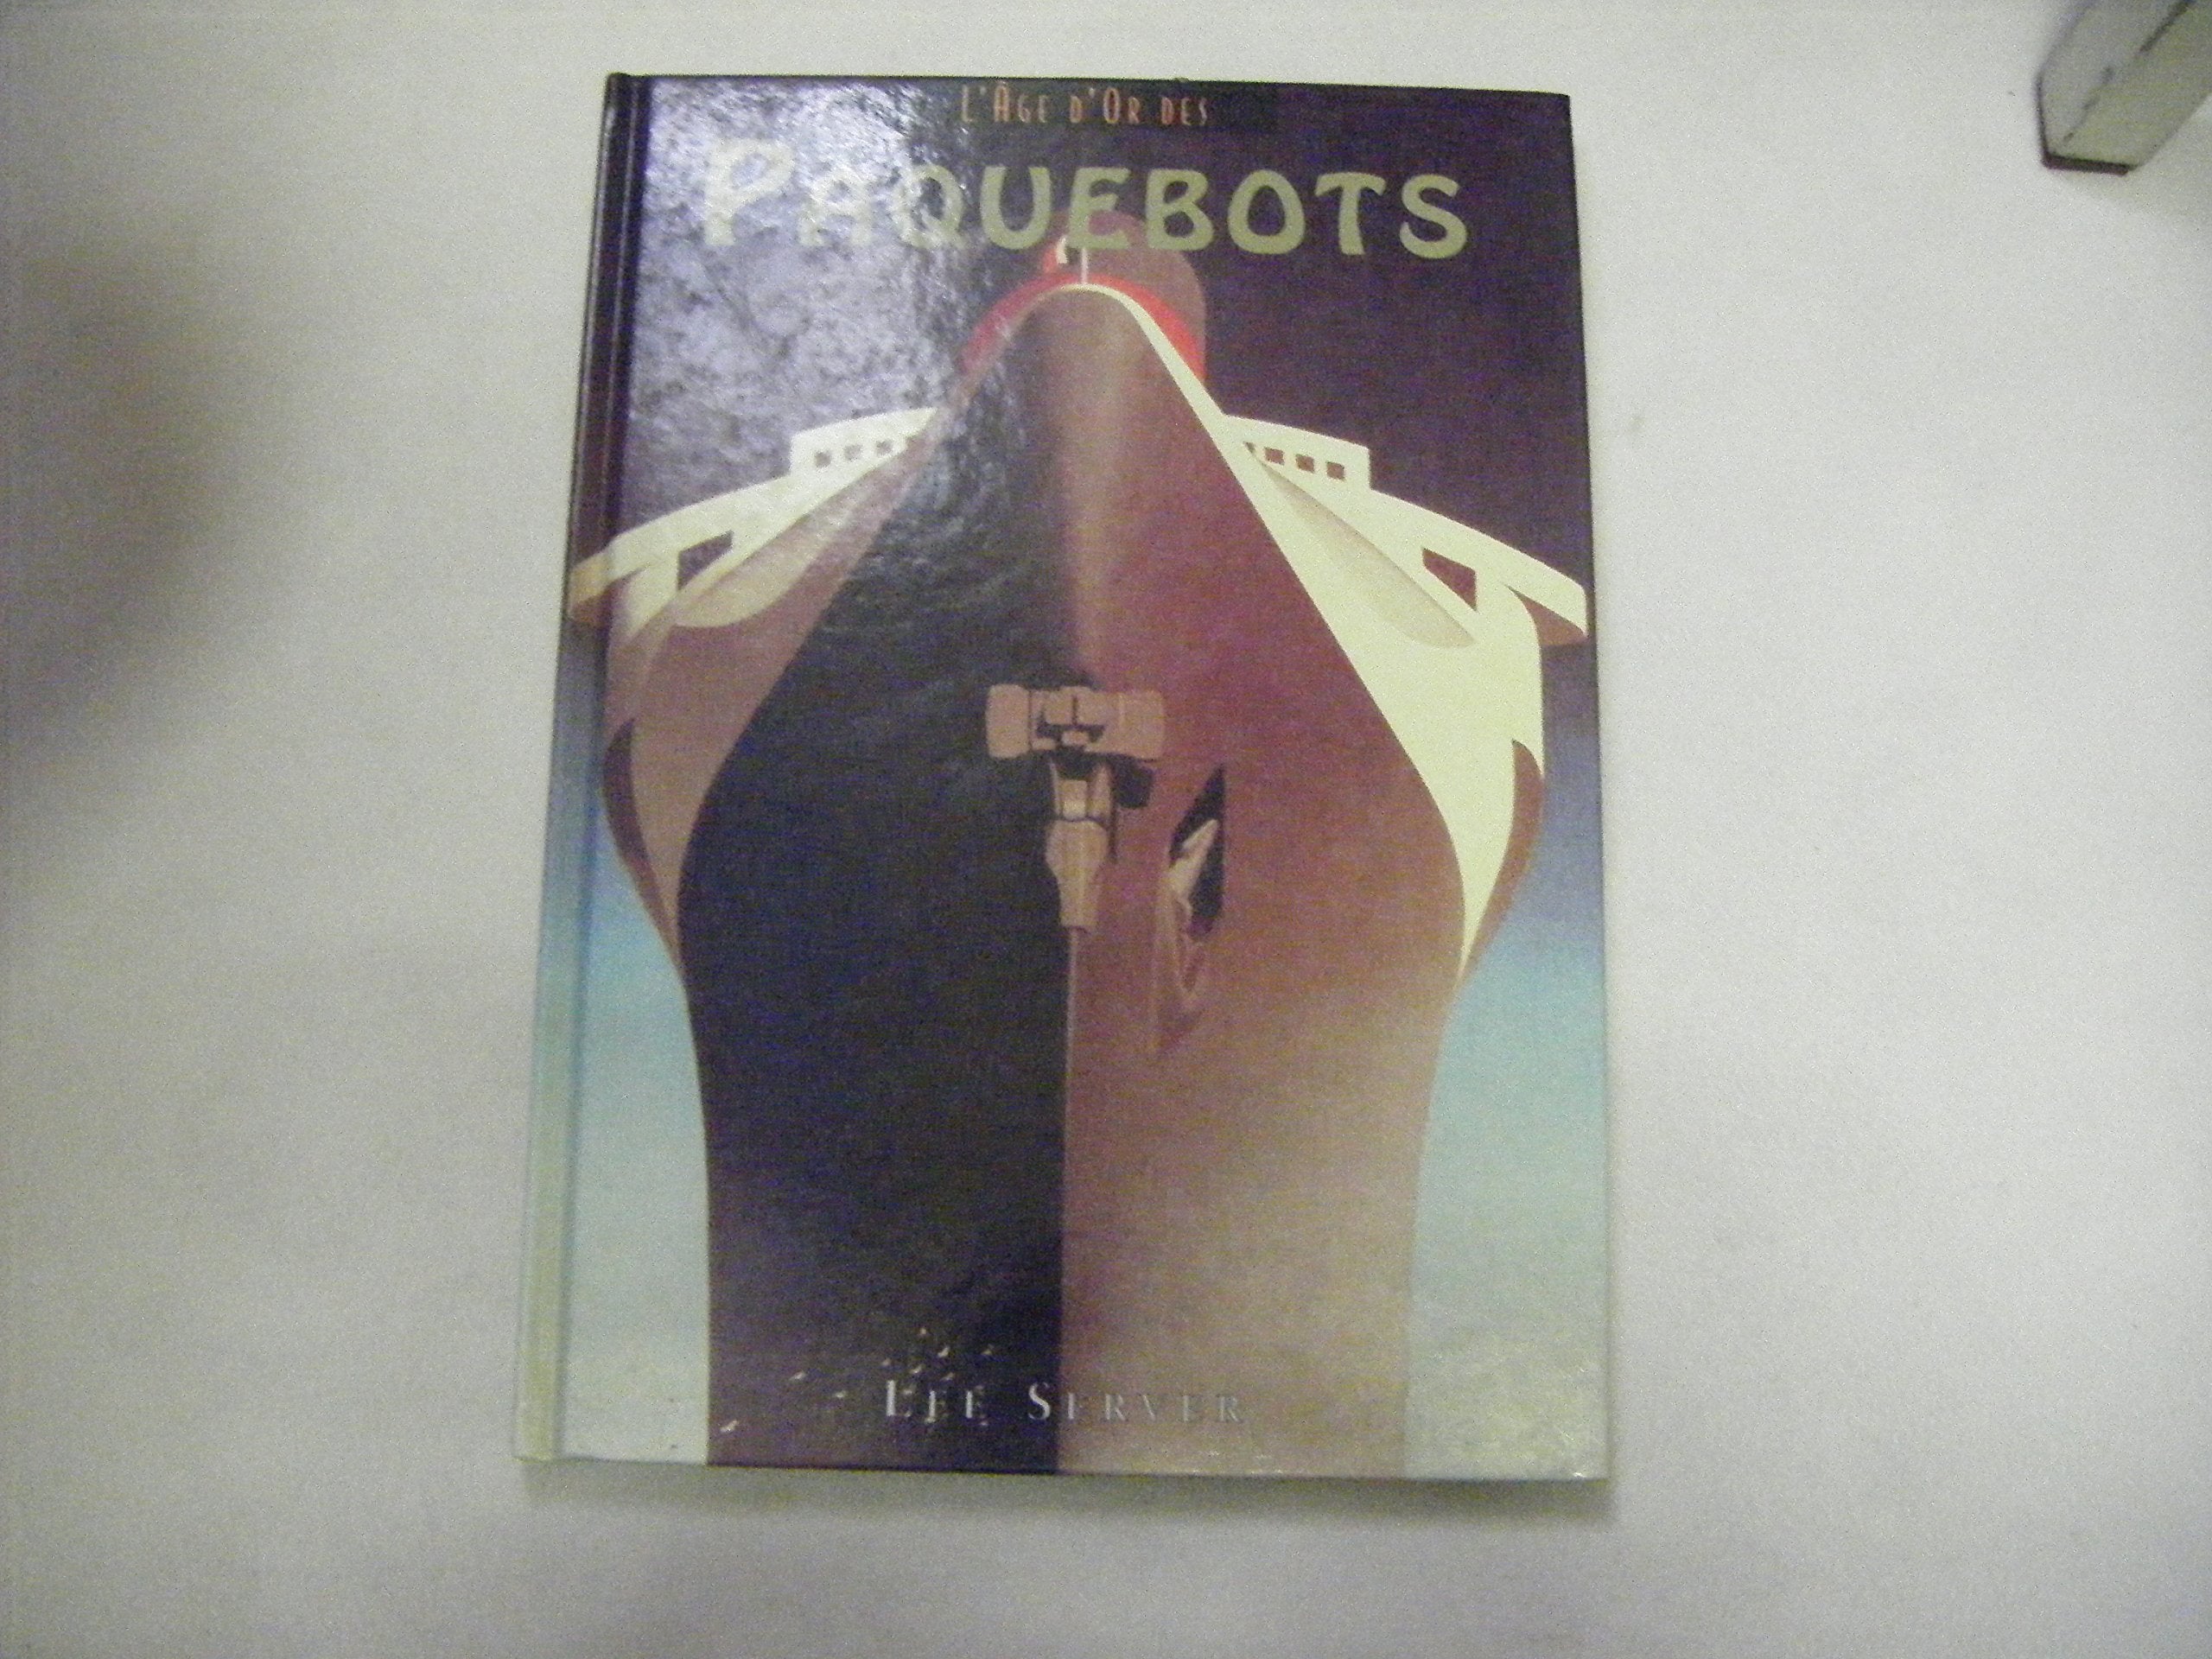 L'Âge d'Or des
Paquebots
Lee Server